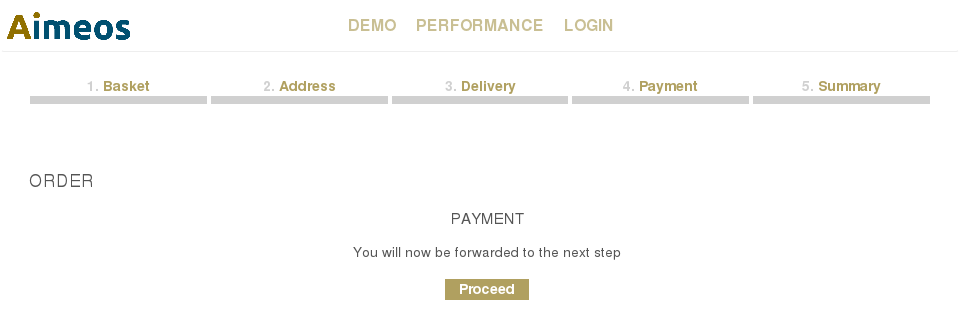 Aimeos
DEMO PERFORMANCE LOGIN
1. Basket 2. Address 3. Delivery 4. Payment 5. Summary
ORDER
PAYMENT
You will now be forwarded to the next step
Proceed